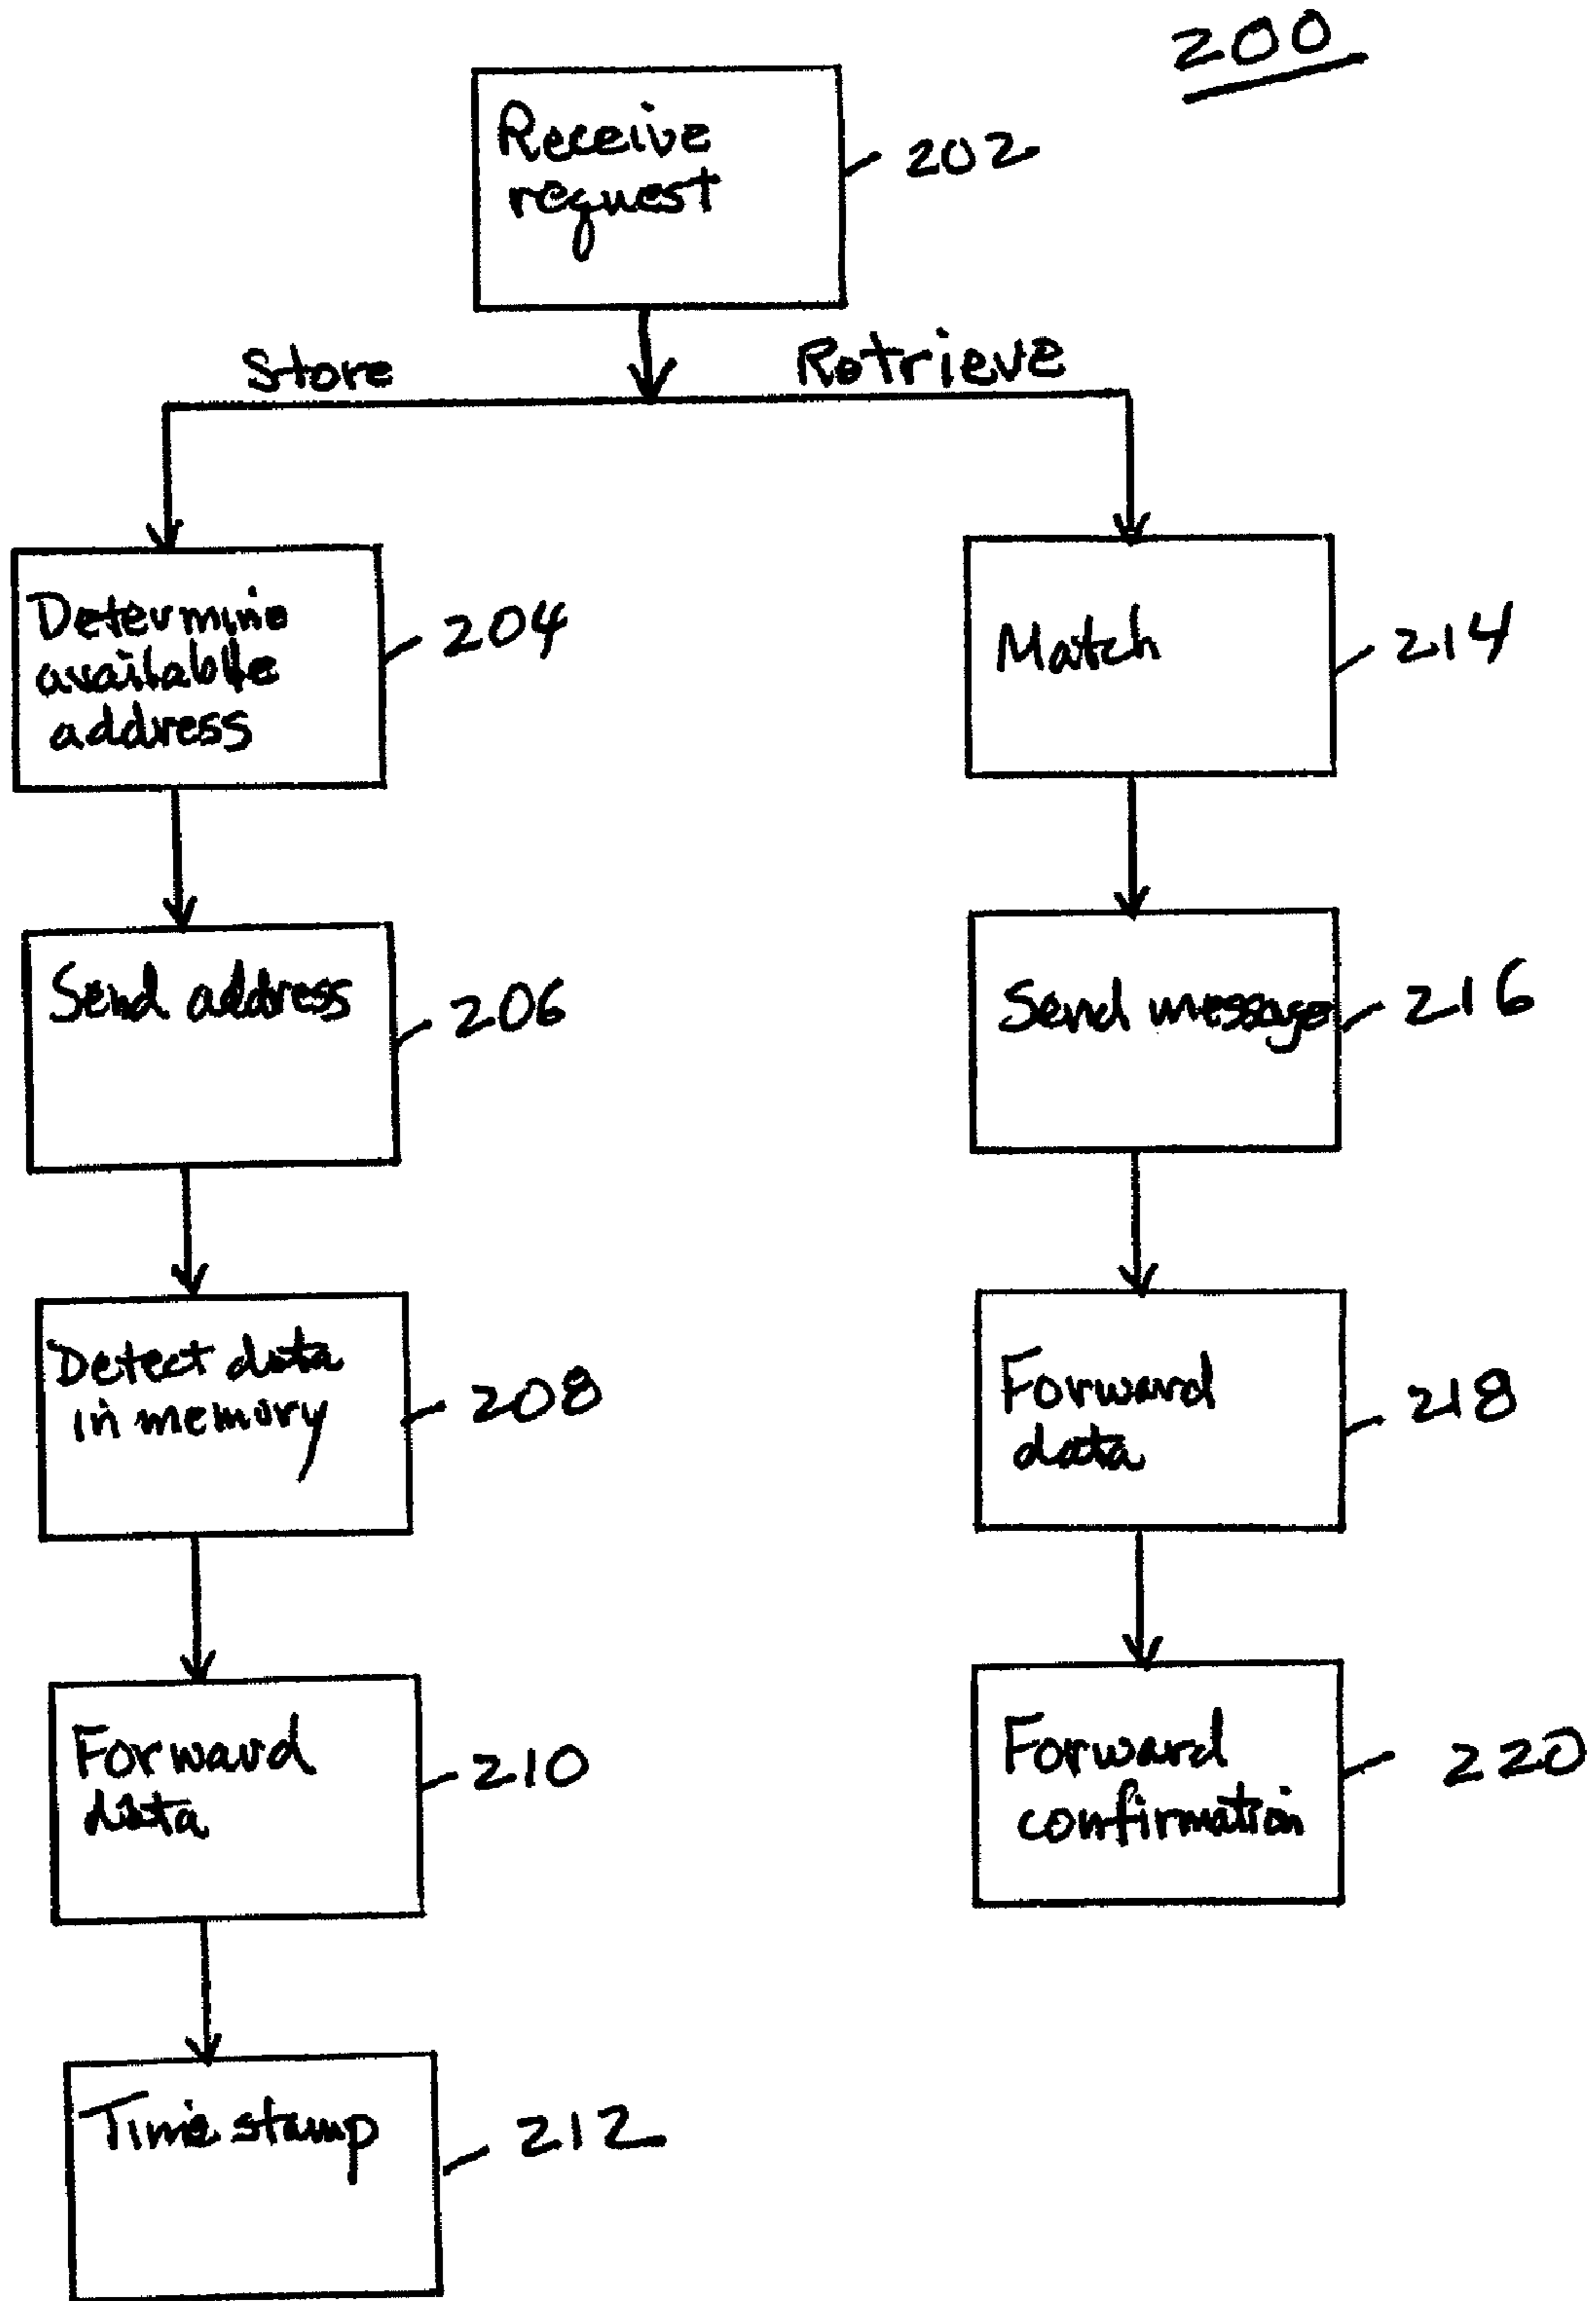 200
Receive
request
202
Store
Retrieve
Determine
available
address
204
Match
214
Send address
206
Send message
216
Detect data
in memory
208
Forward
data
218
Forward
data
210
Forward
confirmation
220
Time stamp
212